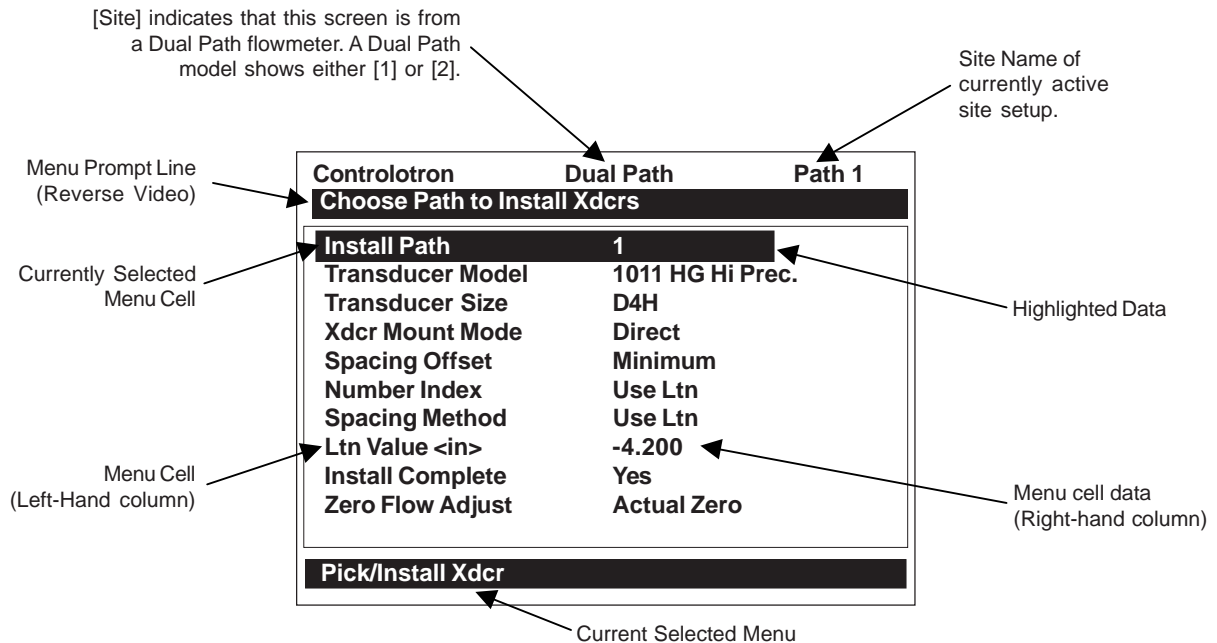 [Site] indicates that this screen is from
a Dual Path flowmeter. A Dual Path
model shows either [1] or [2].
Site Name of
currently active
site setup.
Menu Prompt Line
(Reverse Video)
Controlotron Dual Path Path 1
Choose Path to Install Xdcrs
Install Path 1
Transducer Model 1011 HG Hi Prec.
Transducer Size D4H
Xdcr Mount Mode Direct
Spacing Offset Minimum
Number Index Use Ltn
Spacing Method Use Ltn
Ltn Value <in> -4.200
Install Complete Yes
Zero Flow Adjust Actual Zero
Pick/Install Xdcr
Currently Selected
Menu Cell
Highlighted Data
Menu Cell
(Left-Hand column)
Menu cell data
(Right-hand column)
Current Selected Menu